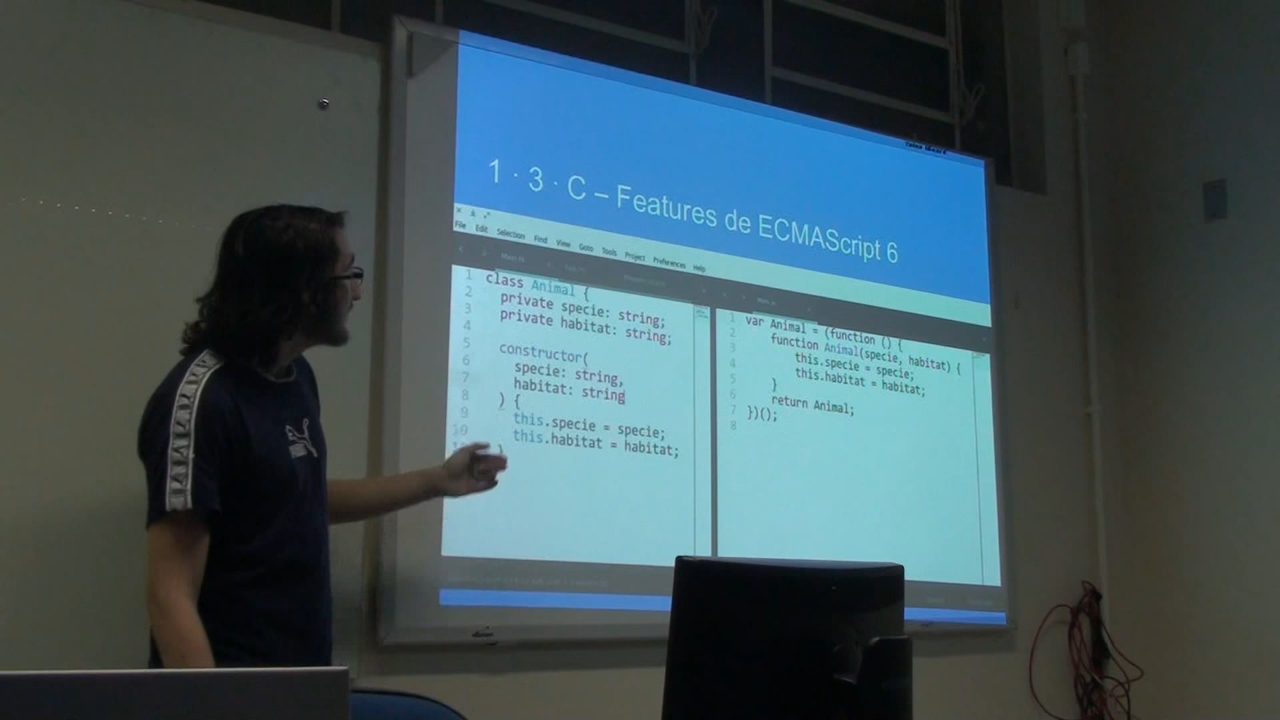 1 · 3 · C – Features de ECMAScript 6
File Edit Selection Find View Goto Tools Project Preferences Help
1 class Animal {
2 private specie: string;
3 private habitat: string;
4
5 constructor(
6 specie: string,
7 habitat: string
8 ) {
9 this.specie = specie;
10 this.habitat = habitat;
}
1 var Animal = (function () {
2 function Animal(specie, habitat) {
3 this.specie = specie;
4 this.habitat = habitat;
5 }
6 return Animal;
7 })();
8